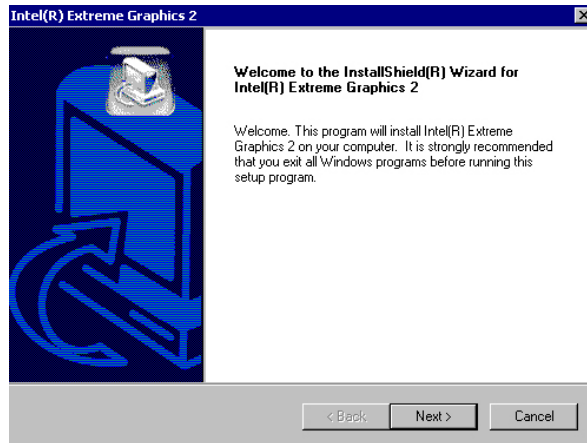 Intel(R) Extreme Graphics 2
Welcome to the InstallShield(R) Wizard for
Intel(R) Extreme Graphics 2
Welcome. This program will install Intel(R) Extreme
Graphics 2 on your computer.  It is strongly recommended
that you exit all Windows programs before running this
setup program.
< Back
Next >
Cancel